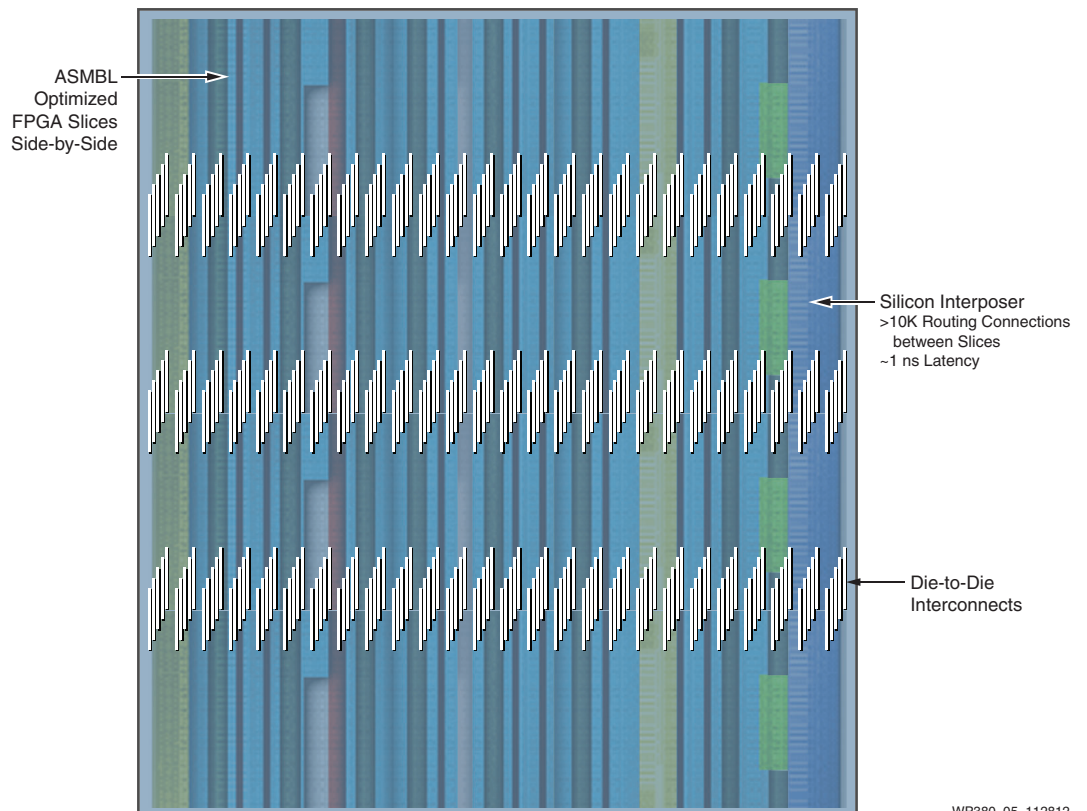 ASMBL
Optimized
FPGA Slices
Side-by-Side
Silicon Interposer
>10K Routing Connections
between Slices
~1 ns Latency
Die-to-Die
Interconnects
WP380_05_112812